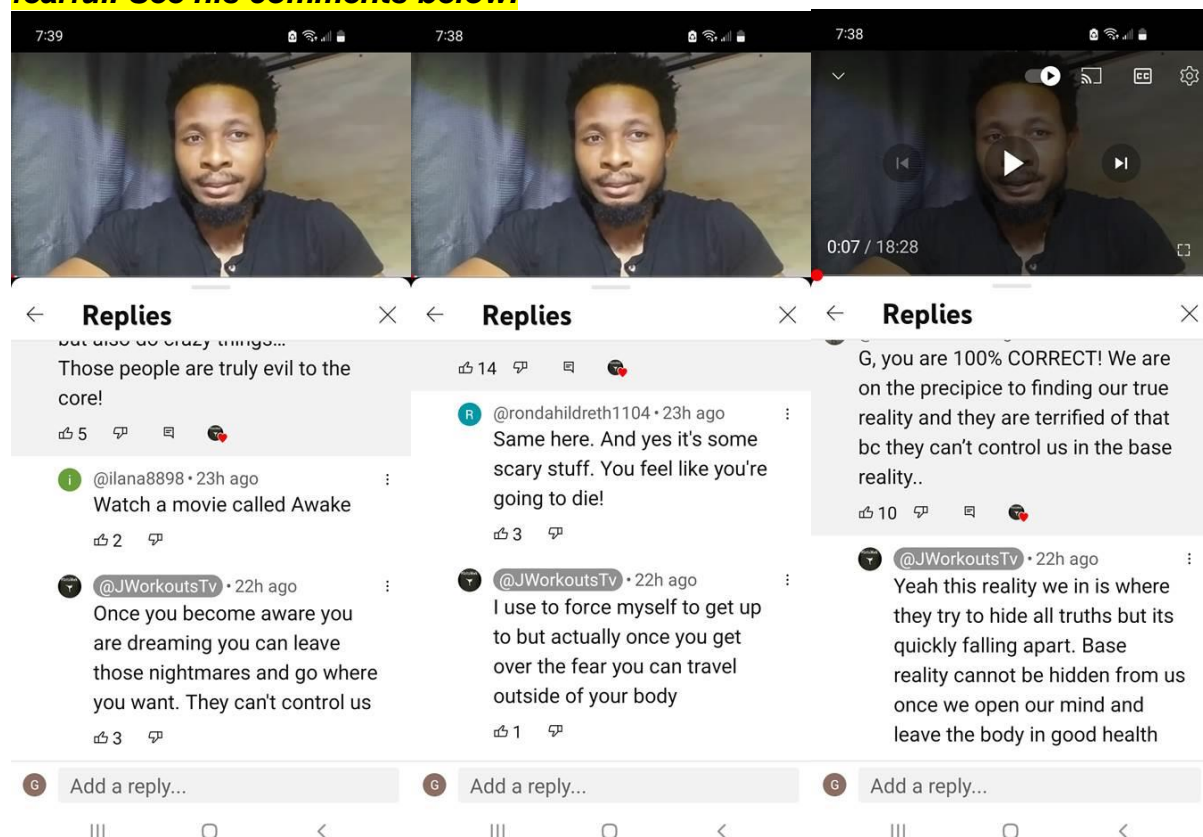 fearful. See his comments below.
7:39
Replies
but also do crazy things...
Those people are truly evil to the
core!
5
i
@ilana8898 • 23h ago
Watch a movie called Awake
2
@JWorkoutsTv • 22h ago
Once you become aware you
are dreaming you can leave
those nightmares and go where
you want. They can't control us
3
G
Add a reply...
7:38
Replies
14
R
@rondahildreth1104 • 23h ago
Same here. And yes it's some
scary stuff. You feel like you're
going to die!
3
@JWorkoutsTv • 22h ago
I use to force myself to get up
to but actually once you get
over the fear you can travel
outside of your body
1
G
Add a reply...
7:38
CC
0:07 / 18:28
Replies
G, you are 100% CORRECT! We are
on the precipice to finding our true
reality and they are terrified of that
bc they can't control us in the base
reality..
10
@JWorkoutsTv • 22h ago
Yeah this reality we in is where
they try to hide all truths but its
quickly falling apart. Base
reality cannot be hidden from us
once we open our mind and
leave the body in good health
G
Add a reply...